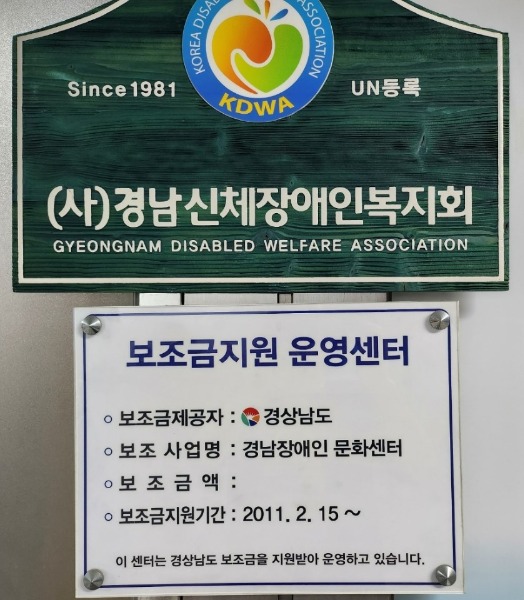 KOREA DISA ASSOCIATION
KDWA
Since 1981 UN등록
(사)경남신체장애인복지회
GYEONGNAM DISABLED WELFARE ASSOCIATION
보조금지원 운영센터
보조금제공자 : 경상남도
보조 사업명 : 경남장애인 문화센터
보 조 금 액 :
보조금지원기간 : 2011. 2. 15 ~
이 센터는 경상남도 보조금을 지원받아 운영하고 있습니다.